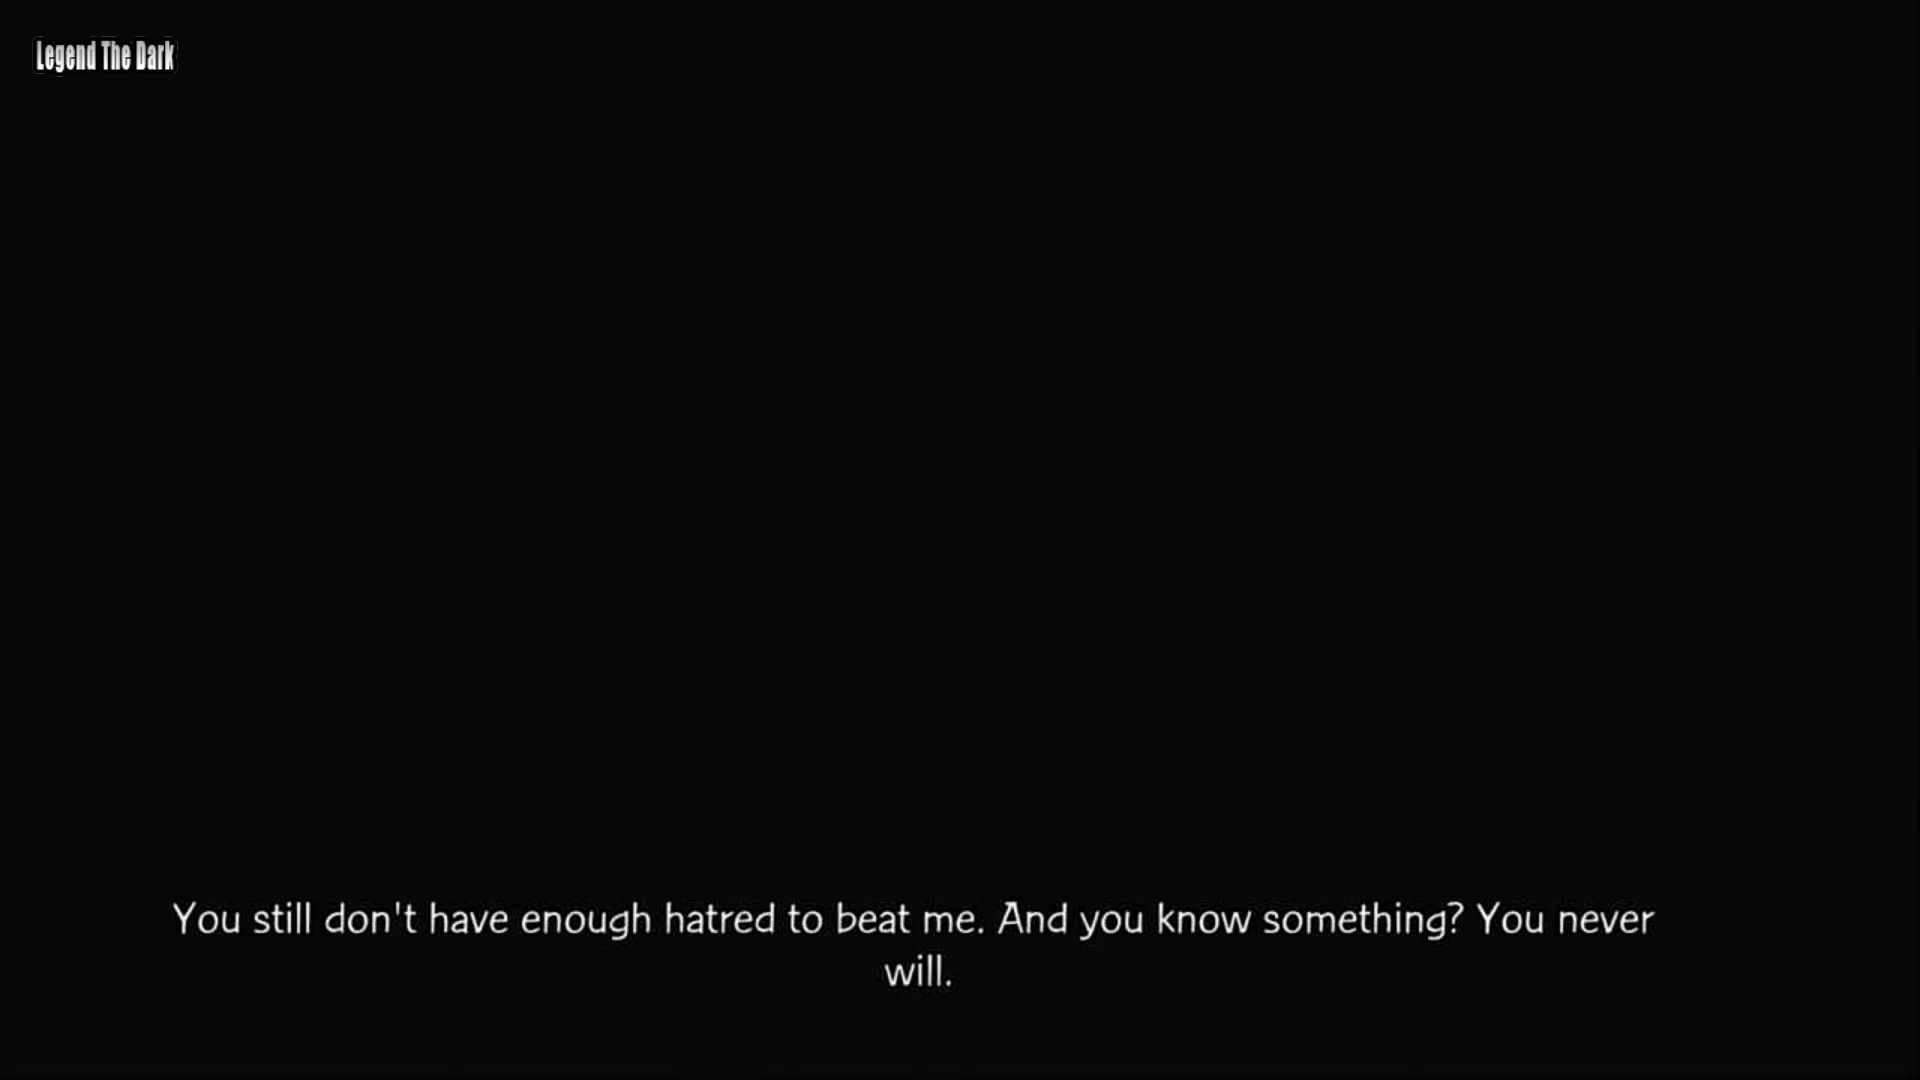 Legend The Dark
You still don't have enough hatred to beat me. And you know something? You never
will.